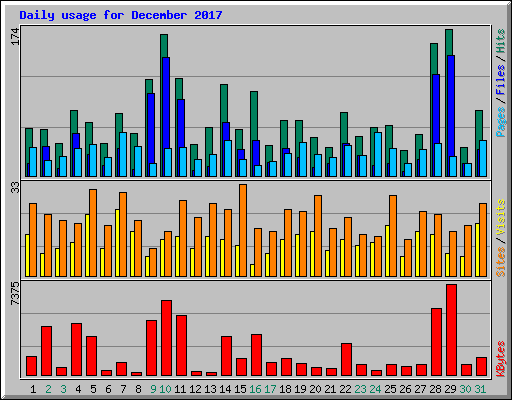 Daily usage for December 2017
174
Pages / Files / Hits
33
Sites / Visits
7375
KBytes
1 2 3 4 5 6 7 8 9 10 11 12 13 14 15 16 17 18 19 20 21 22 23 24 25 26 27 28 29 30 31